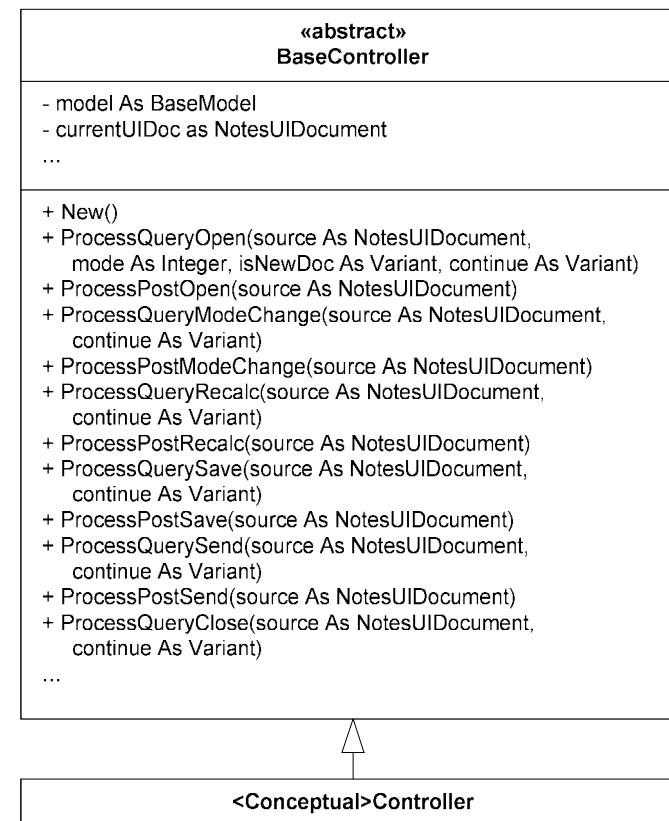 «abstract»
BaseController
- model As BaseModel
- currentUIDoc as NotesUIDocument
...
+ New()
+ ProcessQueryOpen(source As NotesUIDocument,
mode As Integer, isNewDoc As Variant, continue As Variant)
+ ProcessPostOpen(source As NotesUIDocument)
+ ProcessQueryModeChange(source As NotesUIDocument,
continue As Variant)
+ ProcessPostModeChange(source As NotesUIDocument)
+ ProcessQueryRecalc(source As NotesUIDocument,
continue As Variant)
+ ProcessPostRecalc(source As NotesUIDocument)
+ ProcessQuerySave(source As NotesUIDocument,
continue As Variant)
+ ProcessPostSave(source As NotesUIDocument)
+ ProcessQuerySend(source As NotesUIDocument,
continue As Variant)
+ ProcessPostSend(source As NotesUIDocument)
+ ProcessQueryClose(source As NotesUIDocument,
continue As Variant)
...
<Conceptual>Controller